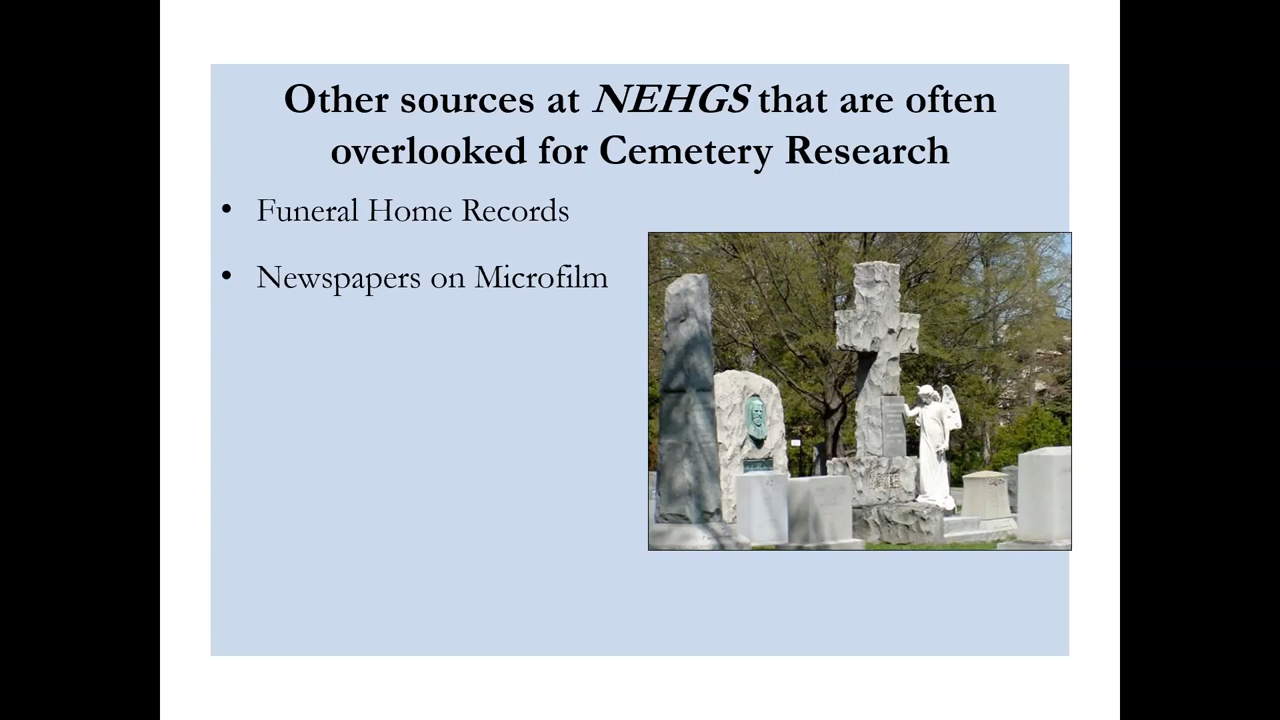 Other sources at NEHGS that are often
overlooked for Cemetery Research
• Funeral Home Records
• Newspapers on Microfilm